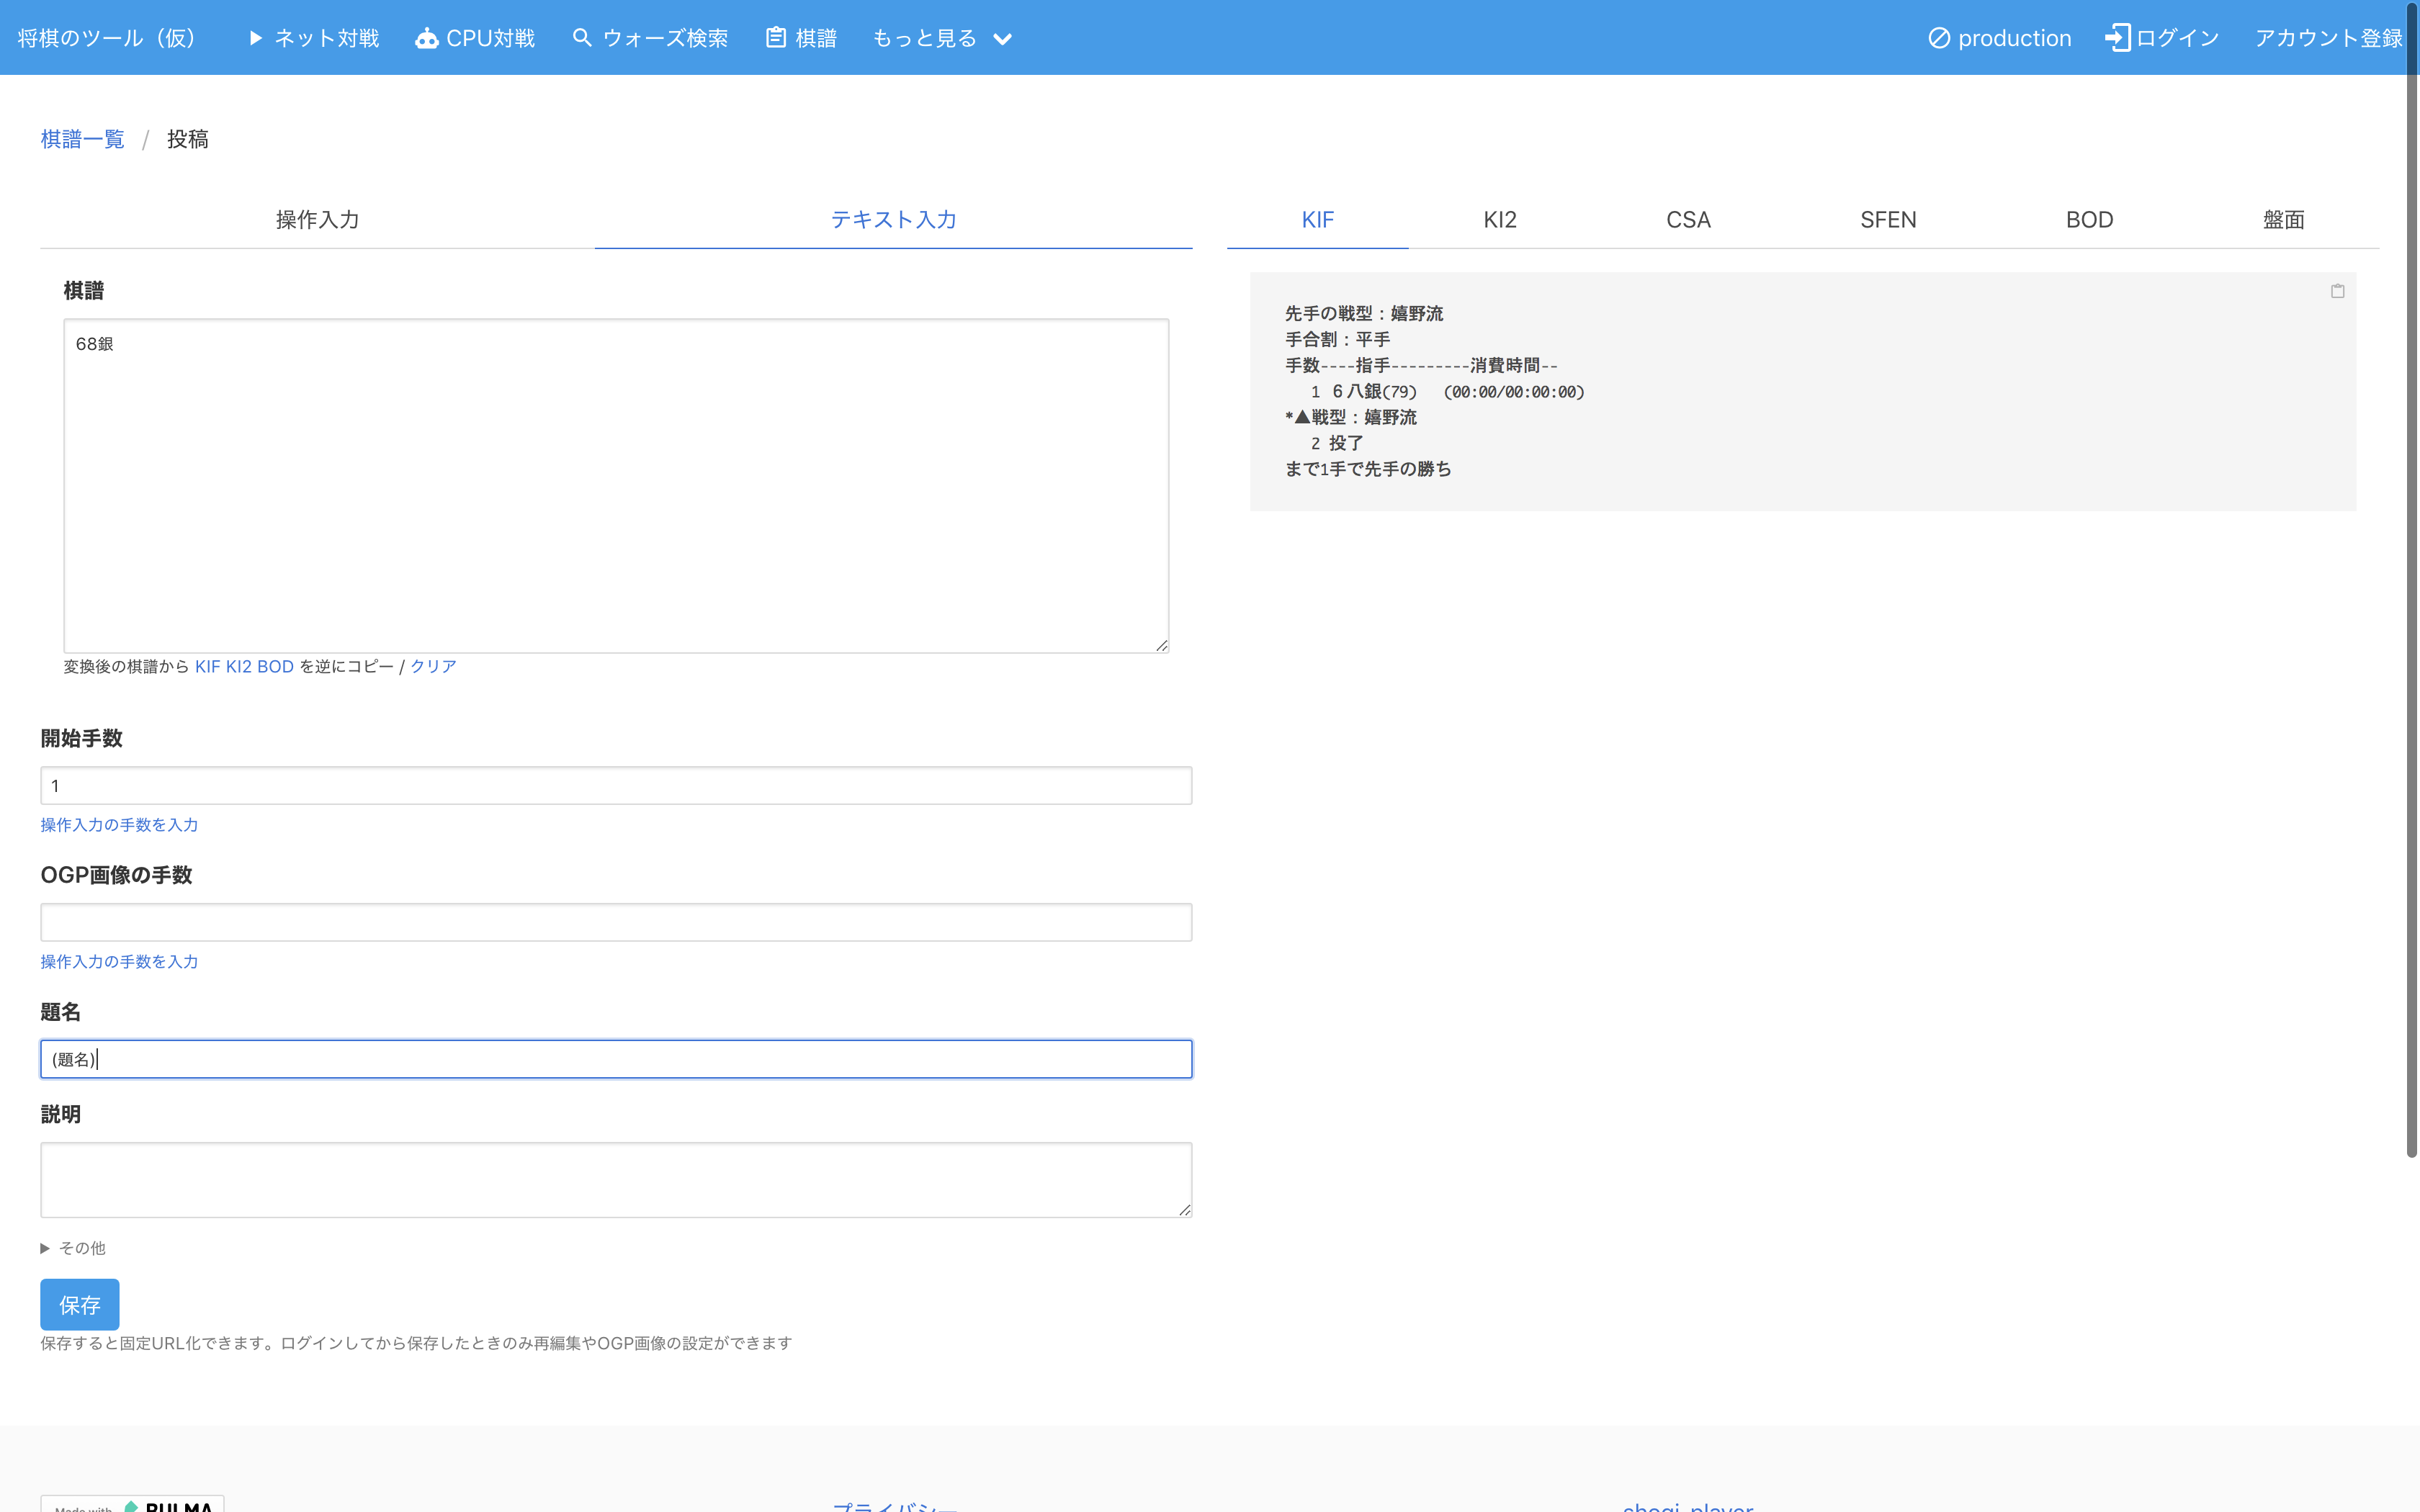 将棋のツール（仮） ネット対戦 CPU対戦 ウォーズ検索 棋譜 もっと見る production ログイン アカウント登録
棋譜一覧 / 投稿
操作入力 テキスト入力
棋譜
68銀
変換後の棋譜から KIF KI2 BOD を逆にコピー / クリア
開始手数
1
操作入力の手数を入力
OGP画像の手数
操作入力の手数を入力
題名
(題名)
説明
▶ その他
保存
保存すると固定URL化できます。ログインしてから保存したときのみ再編集やOGP画像の設定ができます
KIF KI2 CSA SFEN BOD 盤面
先手の戦型：嬉野流
手合割：平手
手数----指手---------消費時間--
1 ６八銀(79) (00:00/00:00:00)
*▲戦型：嬉野流
2 投了
まで1手で先手の勝ち
Made with BULMA プライバシー shogi-player